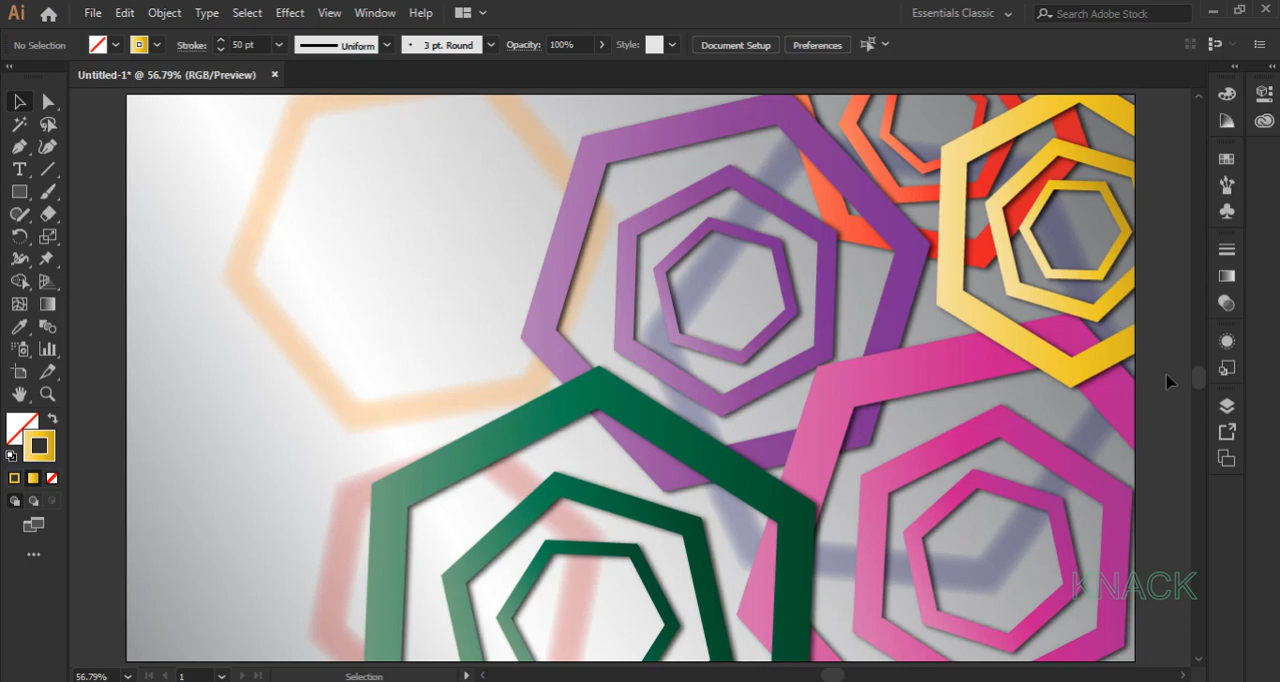 Ai File Edit Object Type Select Effect View Window Help Essentials Classic Search Adobe Stock
No Selection Stroke: 50 pt Uniform 3 pt. Round Opacity: 100% Style: Document Setup Preferences
Untitled-1* @ 56.79% (RGB/Preview)
T
KNACK
56.79% 1 Selection